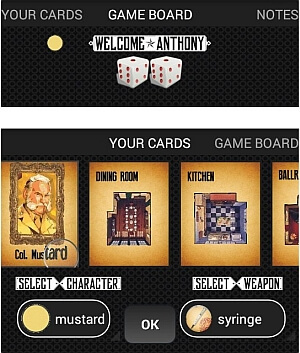 YOUR CARDS GAME BOARD NOTES
WELCOME ANTHONY
YOUR CARDS GAME BOARD
DINING ROOM KITCHEN BALLR
Col. Mustard
SELECT CHARACTER SELECT WEAPON
mustard OK syringe